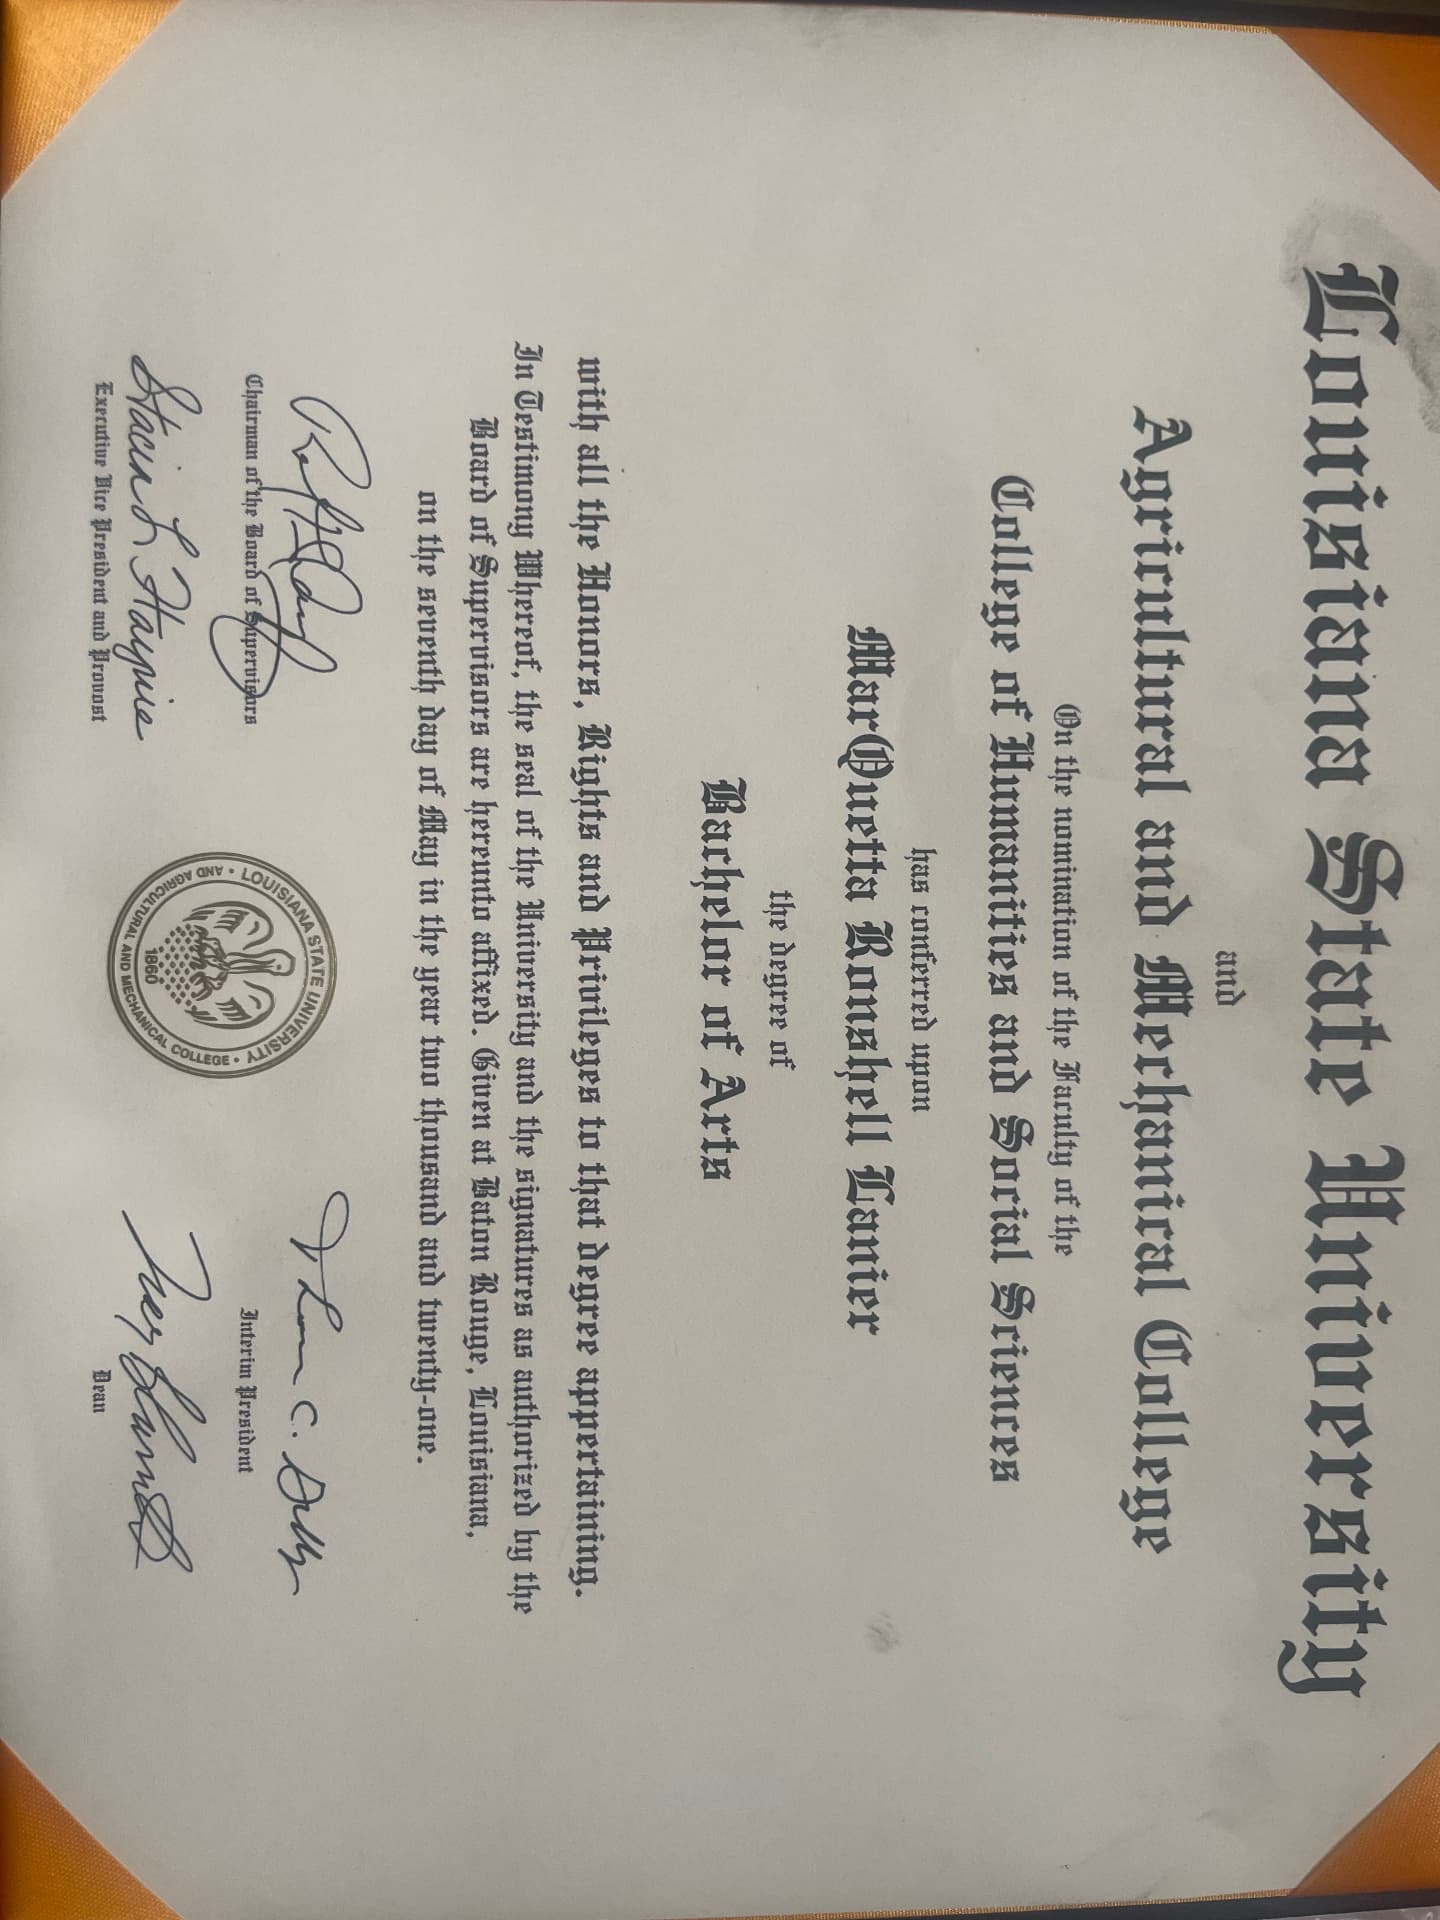 Louisiana State University
and
Agricultural and Mechanical College
On the nomination of the Faculty of the
College of Humanities and Social Sciences
has conferred upon
MarQuetta Ronshell Lanier
the degree of
Bachelor of Arts
with all the Honors, Rights and Privileges to that degree appertaining.
In Testimony Whereof, the seal of the University and the signatures as authorized by the
Board of Supervisors are hereunto affixed. Given at Baton Rouge, Louisiana,
on the seventh day of May in the year two thousand and twenty-one.
Chairman of the Board of Supervisors
Interim President
Stacia L Haynie
Executive Vice President and Provost
Dean
LOUISIANA STATE UNIVERSITY • AND AGRICULTURAL AND MECHANICAL COLLEGE •
1860